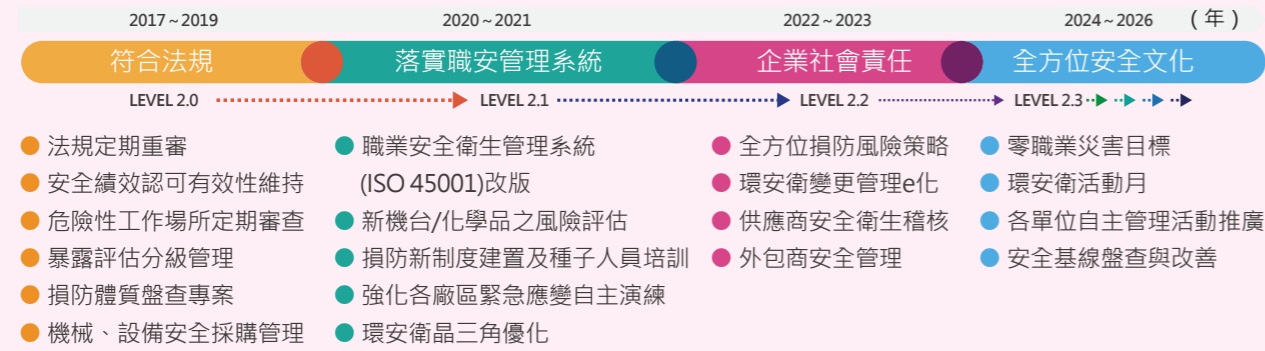 2017~2019
2020~2021
2022~2023
2024~2026 (年)
符合法規
落實職安管理系統
企業社會責任
全方位安全文化
LEVEL 2.0
LEVEL 2.1
LEVEL 2.2
LEVEL 2.3
法規定期重審
安全績效認可有效性維持
危險性工作場所定期審查
暴露評估分級管理
損防體質盤查專案
機械、設備安全採購管理
職業安全衛生管理系統
(ISO 45001)改版
新機台/化學品之風險評估
損防新制度建置及種子人員培訓
強化各廠區緊急應變自主演練
環安衛晶三角優化
全方位損防風險策略
環安衛變更管理e化
供應商安全衛生稽核
外包商安全管理
零職業災害目標
環安衛活動月
各單位自主管理活動推廣
安全基線盤查與改善